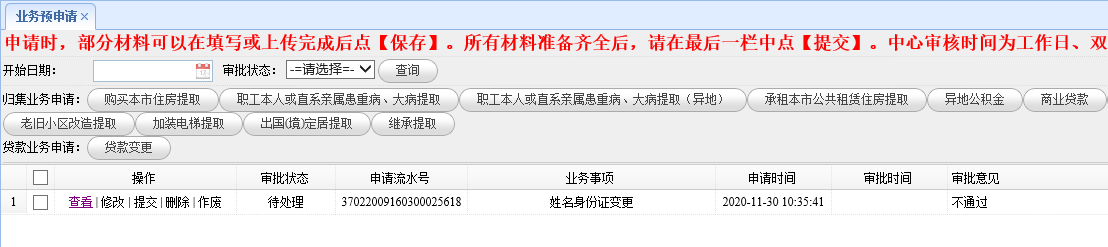 业务预申请
申请时，部分材料可以在填写或上传完成后点【保存】。所有材料准备齐全后，请在最后一栏中点【提交】。中心审核时间为工作日、双
开始日期： 审批状态： -=请选择=- 查询
归集业务申请： 购买本市住房提取 职工本人或直系亲属患重病、大病提取 职工本人或直系亲属患重病、大病提取（异地） 承租本市公共租赁住房提取 异地公积金 商业贷款
老旧小区改造提取 加装电梯提取 出国(境)定居提取 继承提取
贷款业务申请： 贷款变更
操作 审批状态 申请流水号 业务事项 申请时间 审批时间 审批意见
1 查看|修改|提交|删除|作废 待处理 37022009160300025618 姓名身份证变更 2020-11-30 10:35:41 不通过